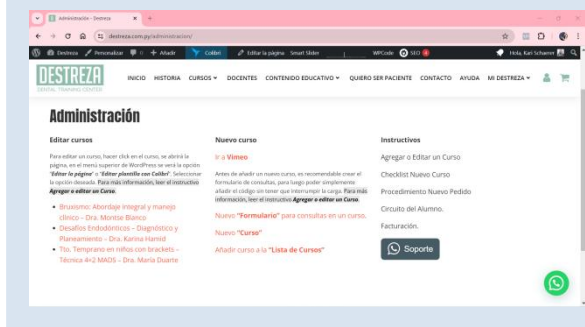 Administración - Destreza
destreza.com.py/administracion/
Destreza Personalizar 0 Añadir Colibri Editar la página Smart Slider WPCode SEO Hola, Kari Schaerer
DESTREZA
DENTAL TRAINING CENTER
INICIO HISTORIA CURSOS DOCENTES CONTENIDO EDUCATIVO QUIERO SER PACIENTE CONTACTO AYUDA MI DESTREZA
Administración
Editar cursos
Para editar un curso, hacer click en el curso, se abrirá la
página, en el menú superior de WordPress se verá la opción
"Editar la página" o "Editar plantilla con Colibri". Seleccionar
la opción deseada. Para más información, leer el instructivo
Agregar o editar un Curso.
Bruxismo: Abordaje integral y manejo
clínico – Dra. Montse Blanco
Desafíos Endodónticos – Diagnóstico y
Planeamiento – Dra. Karina Hamid
Tto. Temprano en niños con brackets –
Técnica 4×2 MAOS – Dra. María Duarte
Nuevo curso
Ir a Vimeo.
Antes de añadir un nuevo curso, es recomendable crear el
formulario de consultas, para luego poder simplemente
añadir el código sin tener que interrumpir la carga. Para más
información, leer el instructivo Agregar o editar un Curso.
Nuevo "Formulario" para consultas en un curso.
Nuevo "Curso"
Añadir curso a la "Lista de Cursos"
Instructivos
Agregar o Editar un Curso
Checklist Nuevo Curso
Procedimiento Nuevo Pedido
Circuito del Alumno.
Facturación.
Soporte